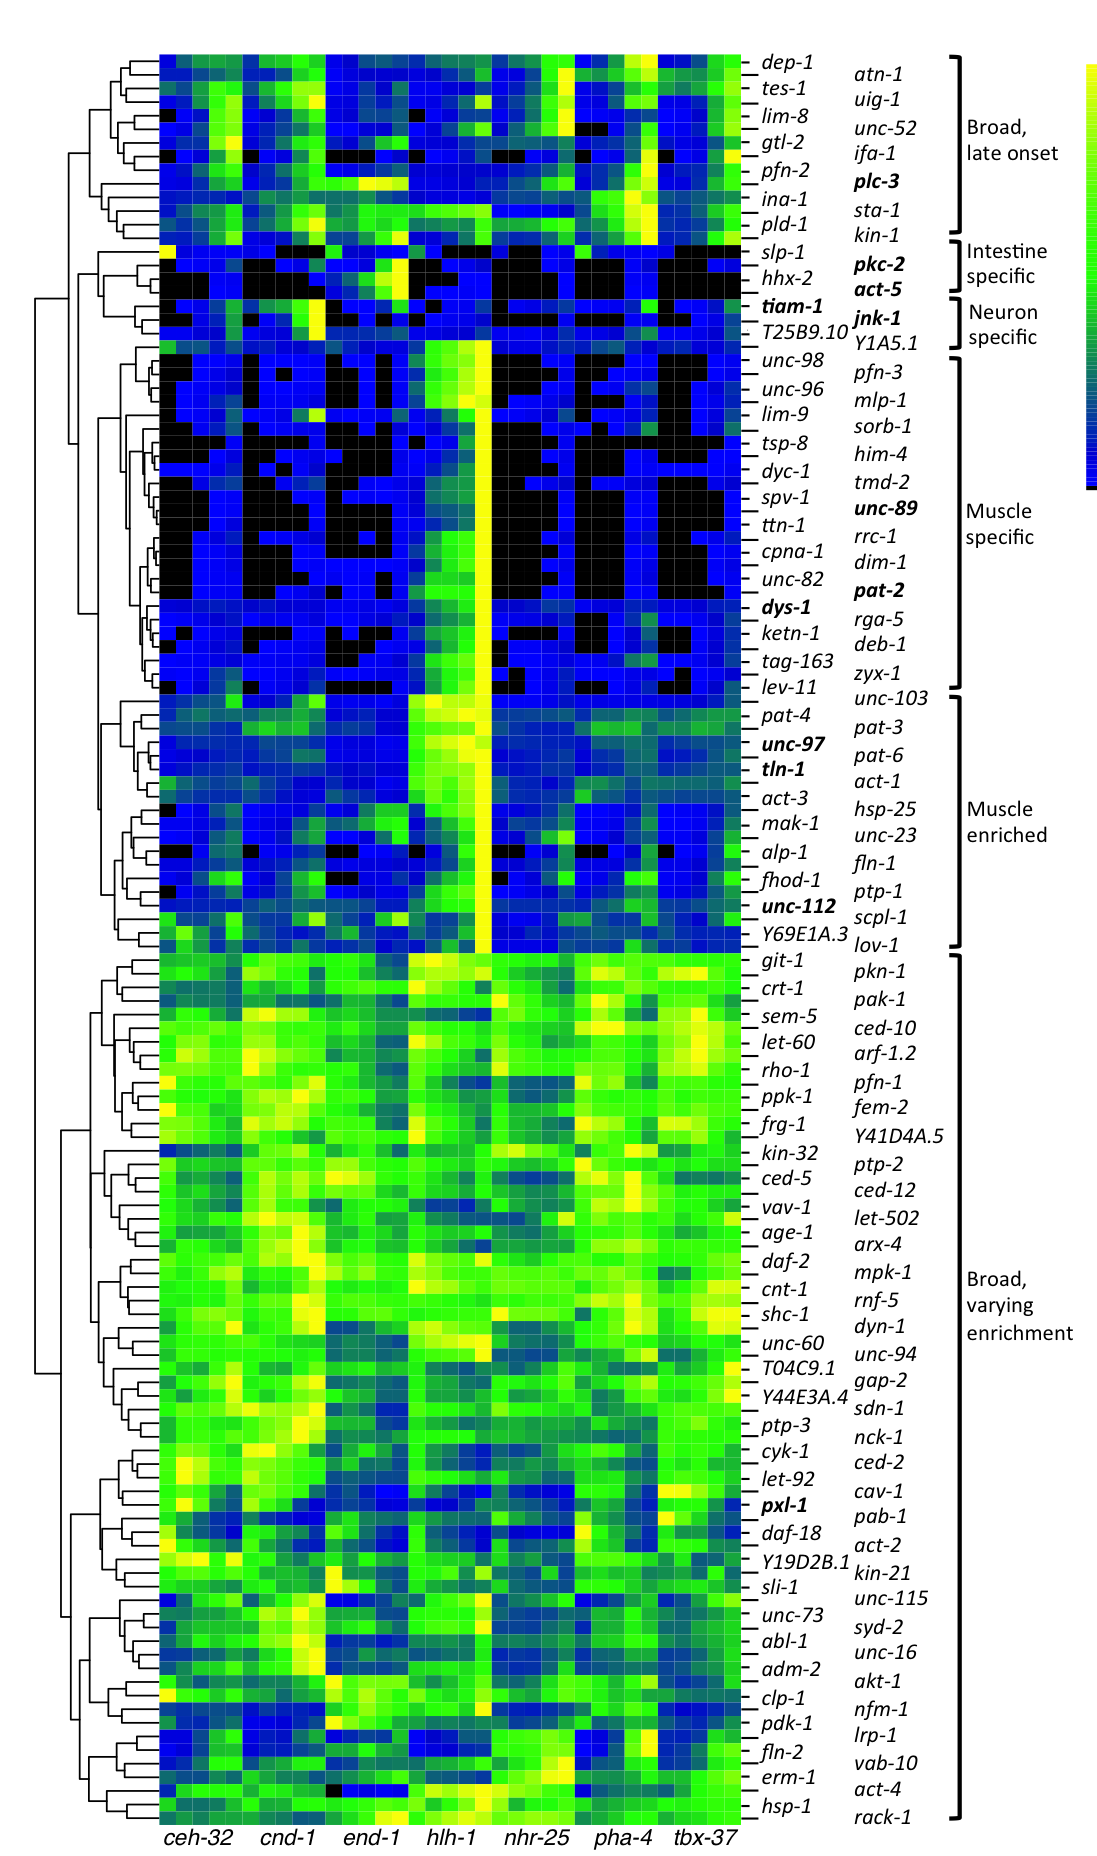 dep-1
atn-1
tes-1
uig-1
lim-8
unc-52
gtl-2
ifa-1
pfn-2
plc-3
ina-1
sta-1
pld-1
kin-1
Broad,
late onset
slp-1
pkc-2
hhx-2
act-5
Intestine
specific
tiam-1
jnk-1
T25B9.10
Y1A5.1
Neuron
specific
unc-98
pfn-3
unc-96
mlp-1
lim-9
sorb-1
tsp-8
him-4
dyc-1
tmd-2
spv-1
unc-89
ttn-1
rrc-1
cpna-1
dim-1
unc-82
pat-2
dys-1
rga-5
ketn-1
deb-1
tag-163
zyx-1
lev-11
Muscle
specific
unc-103
pat-4
pat-3
unc-97
pat-6
tln-1
act-1
act-3
hsp-25
mak-1
unc-23
alp-1
fln-1
fhod-1
ptp-1
unc-112
scpl-1
Y69E1A.3
lov-1
Muscle
enriched
git-1
pkn-1
crt-1
pak-1
sem-5
ced-10
let-60
arf-1.2
rho-1
pfn-1
ppk-1
fem-2
frg-1
Y41D4A.5
kin-32
ptp-2
ced-5
ced-12
vav-1
let-502
age-1
arx-4
daf-2
mpk-1
cnt-1
rnf-5
shc-1
dyn-1
unc-60
unc-94
T04C9.1
gap-2
Y44E3A.4
sdn-1
ptp-3
nck-1
cyk-1
ced-2
let-92
cav-1
pxl-1
pab-1
daf-18
act-2
Y19D2B.1
kin-21
sli-1
unc-115
unc-73
syd-2
abl-1
unc-16
adm-2
akt-1
clp-1
nfm-1
pdk-1
lrp-1
fln-2
vab-10
erm-1
act-4
hsp-1
rack-1
Broad,
varying
enrichment
ceh-32 cnd-1 end-1 hlh-1 nhr-25 pha-4 tbx-37